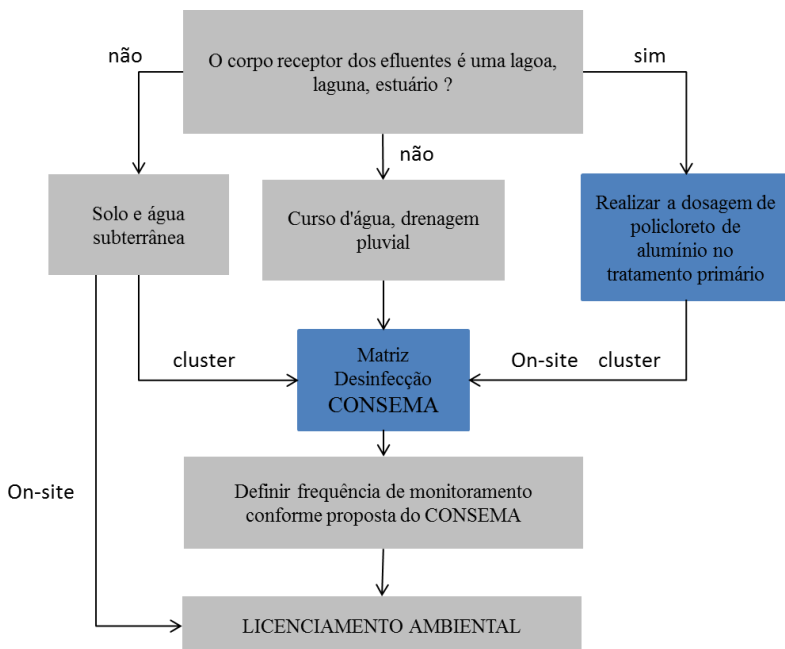 não
O corpo receptor dos efluentes é uma lagoa,
laguna, estuário ?
sim
não
Solo e água
subterrânea
Curso d'água, drenagem
pluvial
Realizar a dosagem de
policloreto de
alumínio no
tratamento primário
cluster
Matriz
Desinfecção
CONSEMA
On-site cluster
On-site
Definir frequência de monitoramento
conforme proposta do CONSEMA
LICENCIAMENTO AMBIENTAL